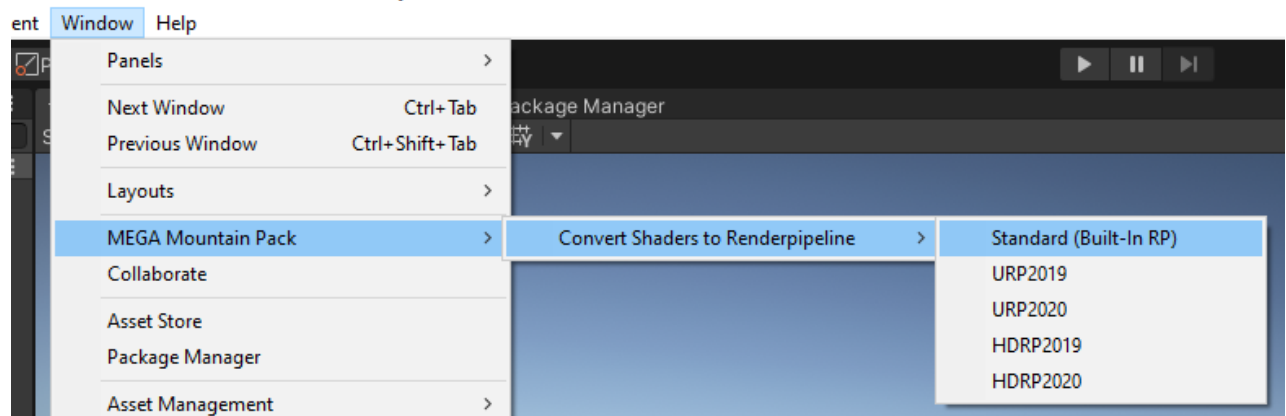 ent Window Help
Panels
Next Window Ctrl+Tab
ackage Manager
Previous Window Ctrl+Shift+Tab
Layouts
MEGA Mountain Pack Convert Shaders to Renderpipeline Standard (Built-In RP)
Collaborate URP2019
Asset Store URP2020
Package Manager HDRP2019
HDRP2020
Asset Management